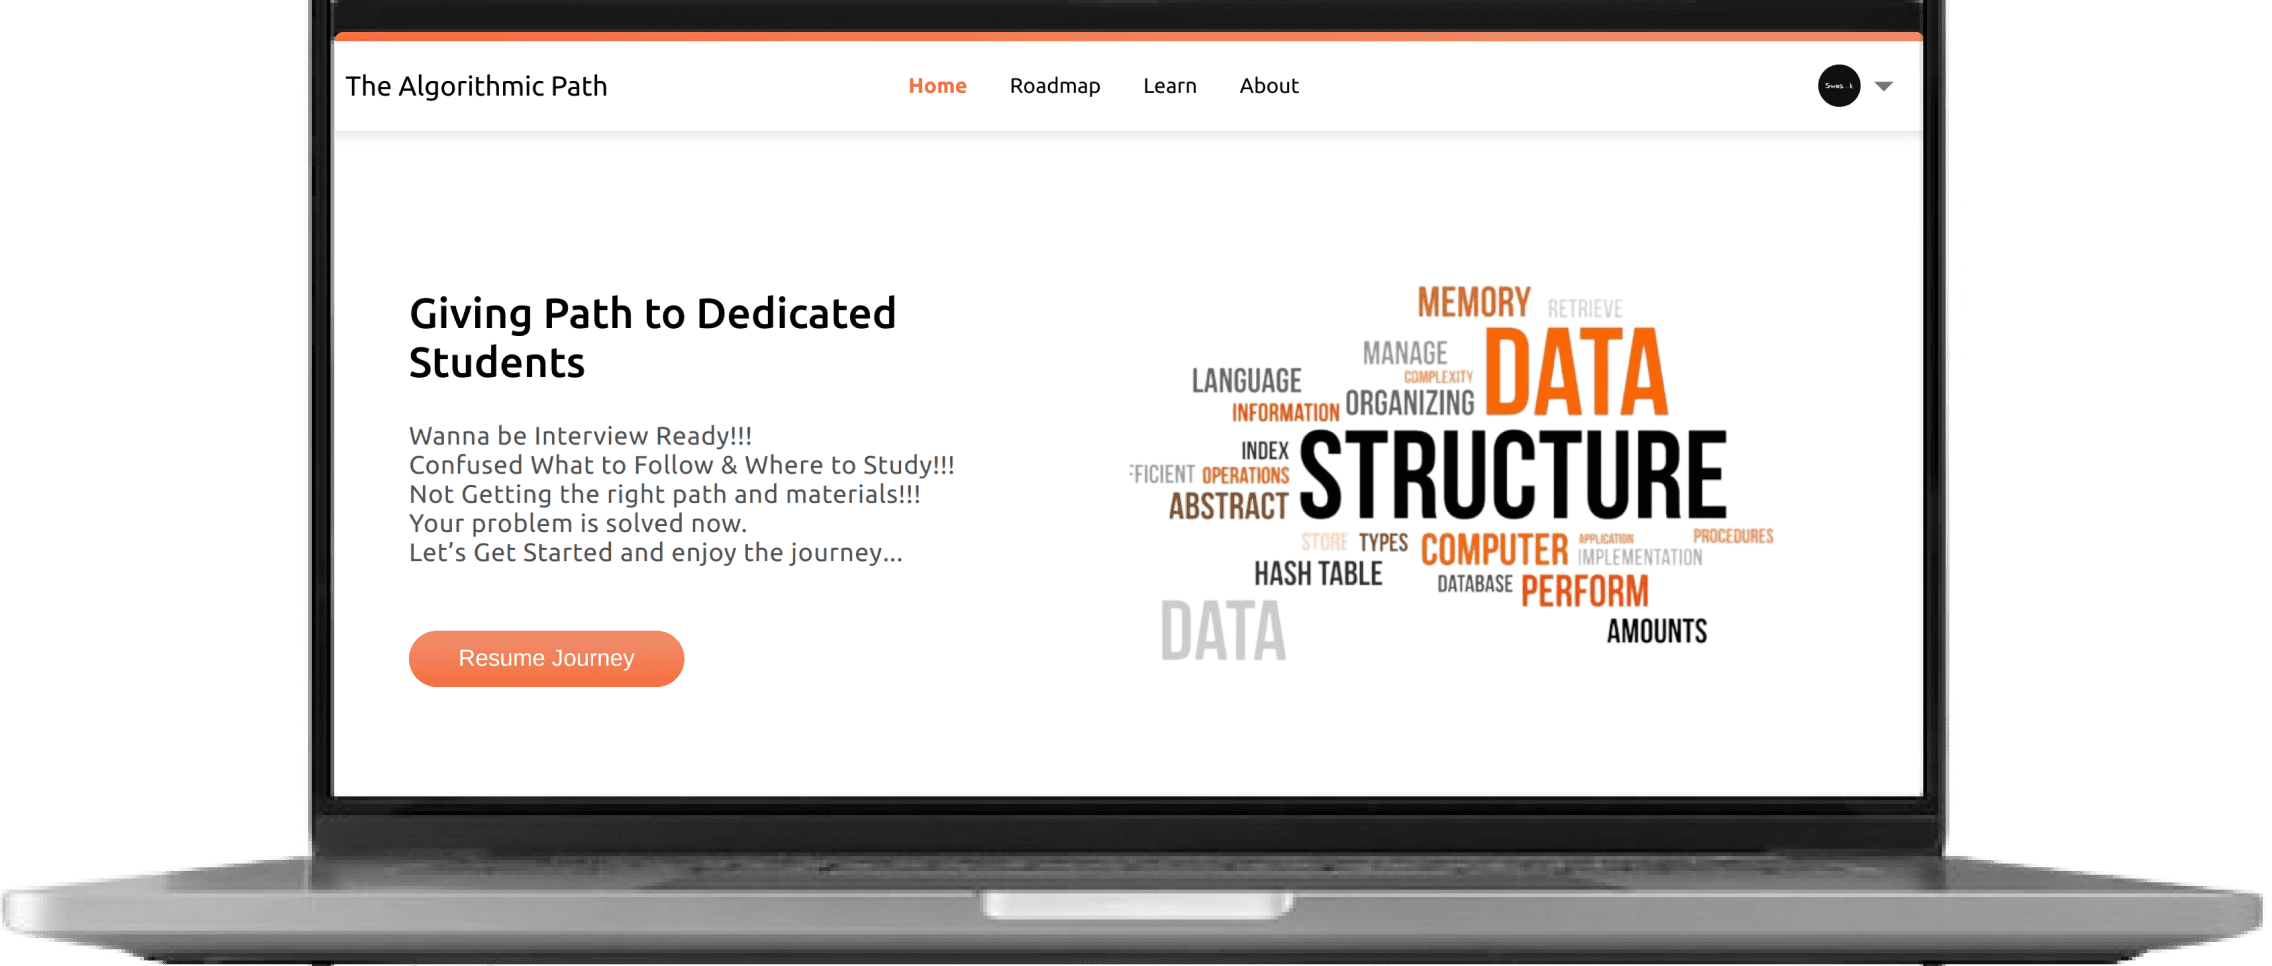 The Algorithmic Path
Home Roadmap Learn About
Giving Path to Dedicated
Students
Wanna be Interview Ready!!!
Confused What to Follow & Where to Study!!!
Not Getting the right path and materials!!!
Your problem is solved now.
Let’s Get Started and enjoy the journey...
Resume Journey
MEMORY RETRIEVE
DATA
MANAGE
COMPLEXITY
LANGUAGE
ORGANIZING
INFORMATION
STRUCTURE
INDEX
FFICIENT OPERATIONS
ABSTRACT
STORE TYPES COMPUTER APPLICATION PROCEDURES
IMPLEMENTATION
HASH TABLE
DATABASE PERFORM
DATA
AMOUNTS